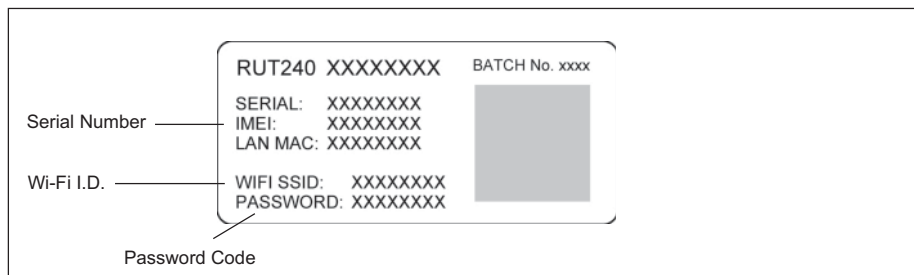 RUT240 XXXXXXXX BATCH No. xxxx
SERIAL: XXXXXXXX
Serial Number
IMEI: XXXXXXXX
LAN MAC: XXXXXXXX
Wi-Fi I.D.
WIFI SSID: XXXXXXXX
PASSWORD: XXXXXXXX
Password Code